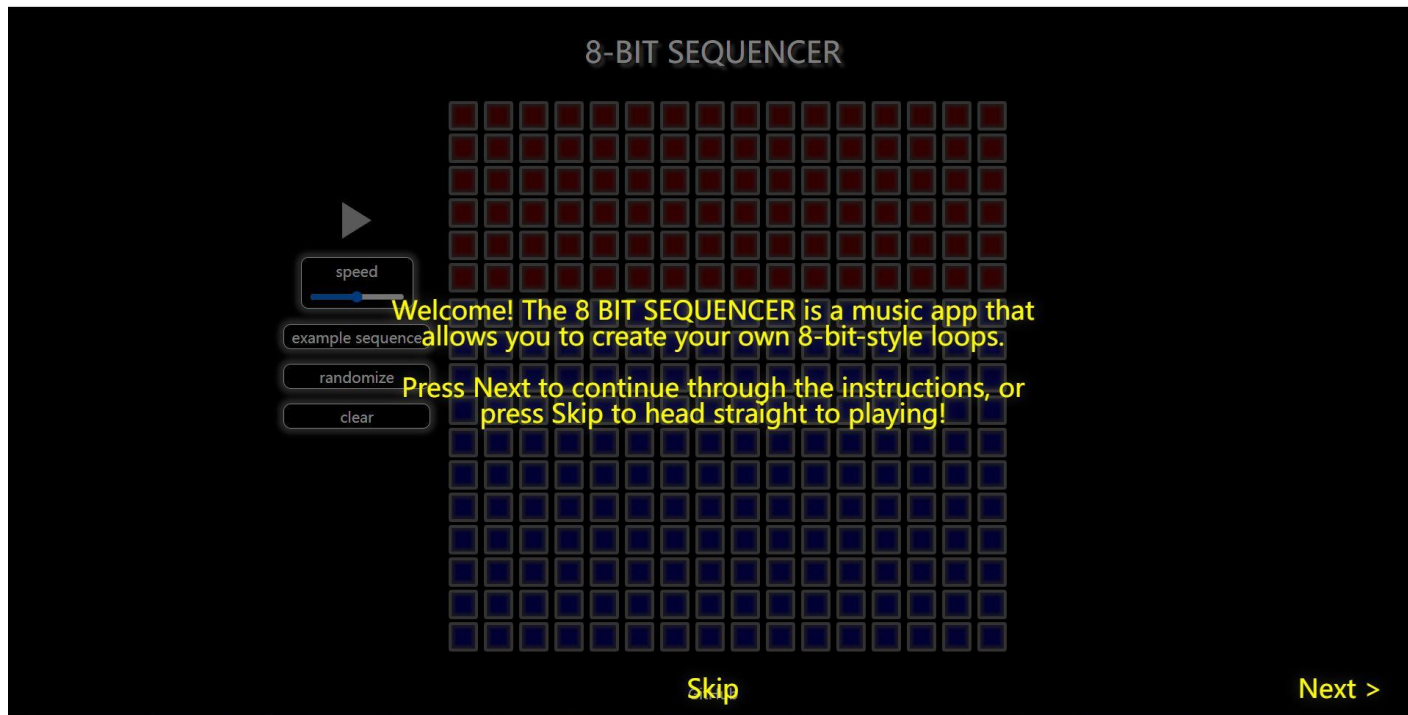 8-BIT SEQUENCER
speed
example sequence
randomize
clear
Welcome! The 8 BIT SEQUENCER is a music app that
allows you to create your own 8-bit-style loops.
Press Next to continue through the instructions, or
press Skip to head straight to playing!
Skip
Next >